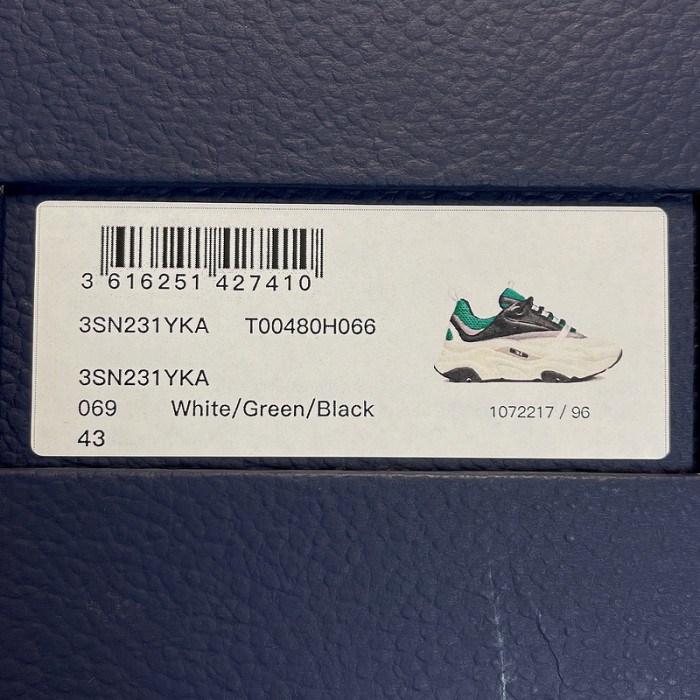 3 616251 427410
3SN231YKA T00480H066
3SN231YKA
069 White/Green/Black
43
1072217 / 96